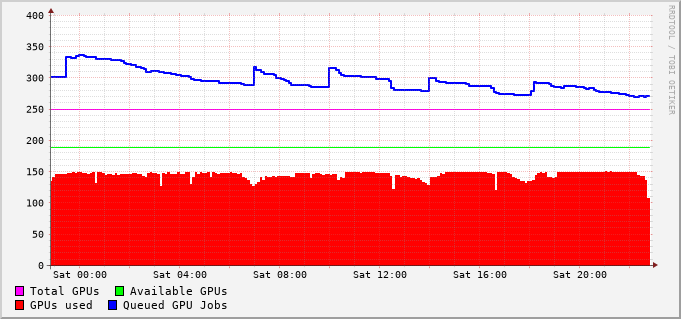 400
350
300
250
200
150
100
50
0
Sat 00:00 Sat 04:00 Sat 08:00 Sat 12:00 Sat 16:00 Sat 20:00
Total GPUs Available GPUs
GPUs used Queued GPU Jobs
RRDTOOL / TOBI OETIKER